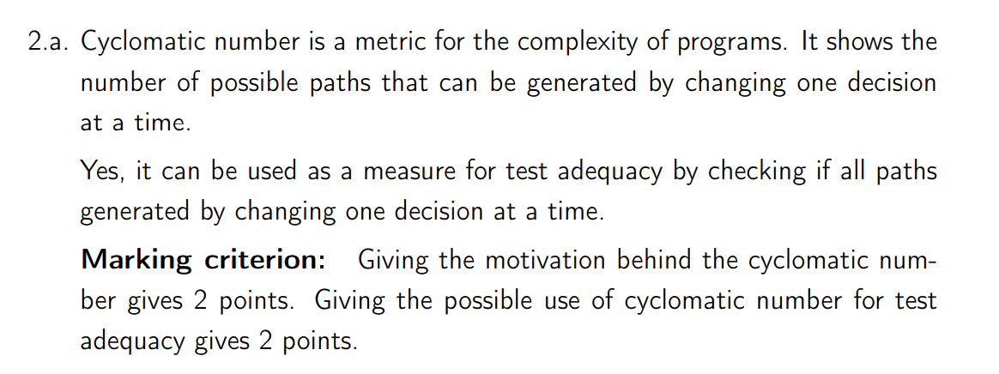 2.a. Cyclomatic number is a metric for the complexity of programs. It shows the
number of possible paths that can be generated by changing one decision
at a time.
Yes, it can be used as a measure for test adequacy by checking if all paths
generated by changing one decision at a time.
Marking criterion: Giving the motivation behind the cyclomatic num-
ber gives 2 points. Giving the possible use of cyclomatic number for test
adequacy gives 2 points.